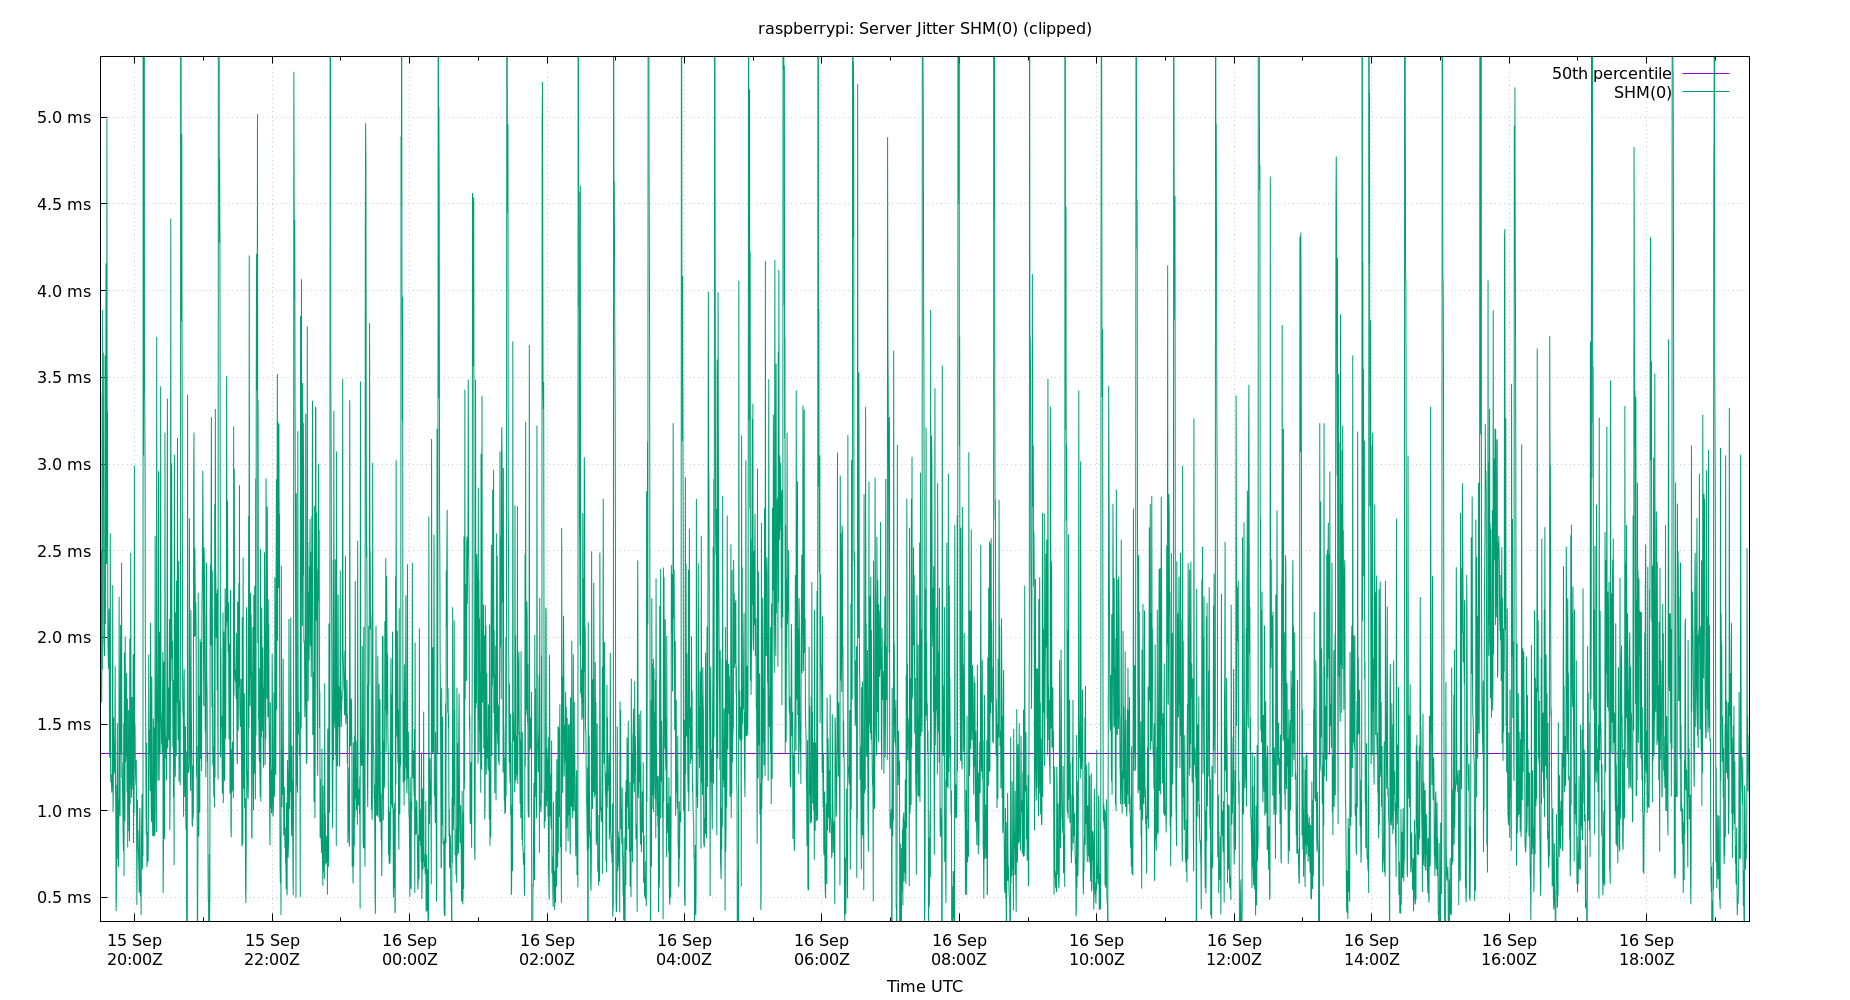 raspberrypi: Server Jitter SHM(0) (clipped)
50th percentile
SHM(0)
5.0 ms
4.5 ms
4.0 ms
3.5 ms
3.0 ms
2.5 ms
2.0 ms
1.5 ms
1.0 ms
0.5 ms
15 Sep 15 Sep 16 Sep 16 Sep 16 Sep 16 Sep 16 Sep 16 Sep 16 Sep 16 Sep 16 Sep 16 Sep
20:00Z 22:00Z 00:00Z 02:00Z 04:00Z 06:00Z 08:00Z 10:00Z 12:00Z 14:00Z 16:00Z 18:00Z
Time UTC